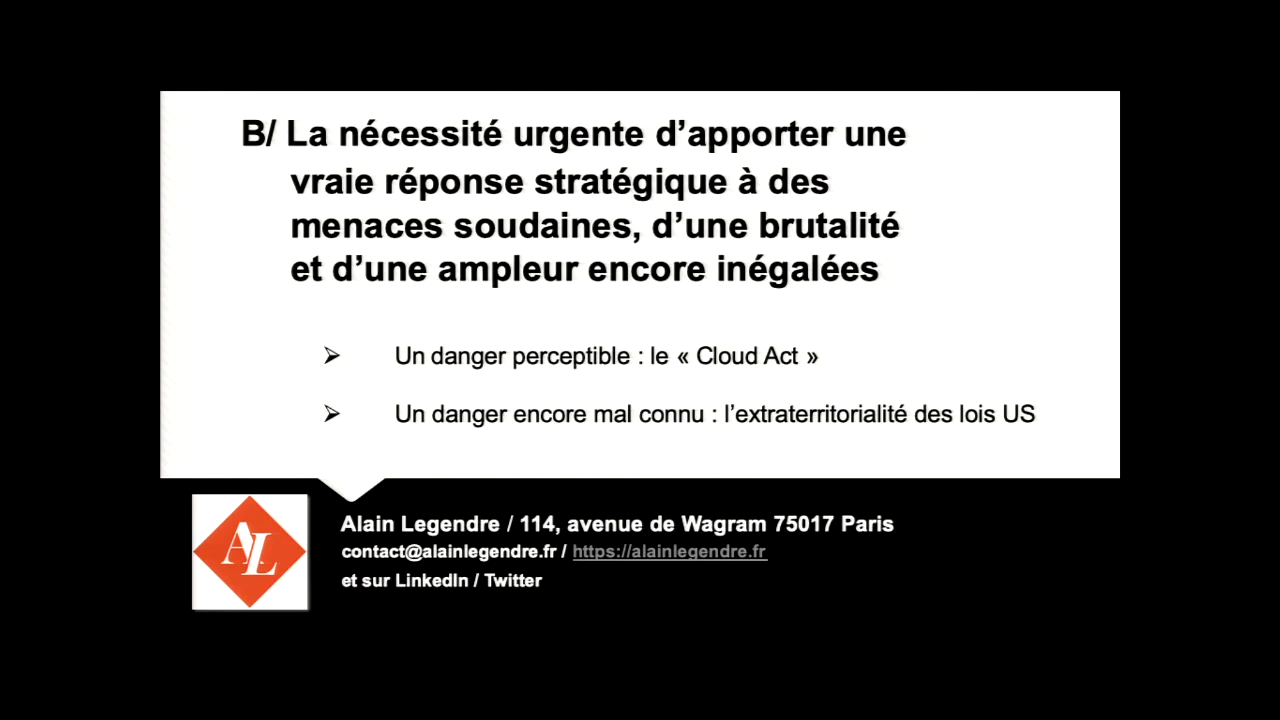 B/ La nécessité urgente d’apporter une
vraie réponse stratégique à des
menaces soudaines, d’une brutalité
et d’une ampleur encore inégalées
➢ Un danger perceptible : le « Cloud Act »
➢ Un danger encore mal connu : l’extraterritorialité des lois US
AL
Alain Legendre / 114, avenue de Wagram 75017 Paris
contact@alainlegendre.fr / https://alainlegendre.fr
et sur LinkedIn / Twitter